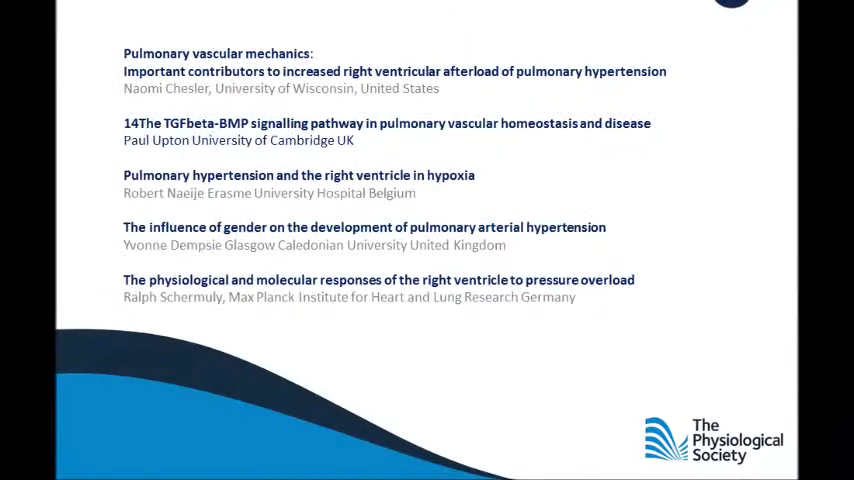 Pulmonary vascular mechanics:
Important contributors to increased right ventricular afterload of pulmonary hypertension
Naomi Chesler, University of Wisconsin, United States
14The TGFbeta-BMP signalling pathway in pulmonary vascular homeostasis and disease
Paul Upton University of Cambridge UK
Pulmonary hypertension and the right ventricle in hypoxia
Robert Naeije Erasme University Hospital Belgium
The influence of gender on the development of pulmonary arterial hypertension
Yvonne Dempsie Glasgow Caledonian University United Kingdom
The physiological and molecular responses of the right ventricle to pressure overload
Ralph Schermuly, Max Planck Institute for Heart and Lung Research Germany
The
Physiological
Society